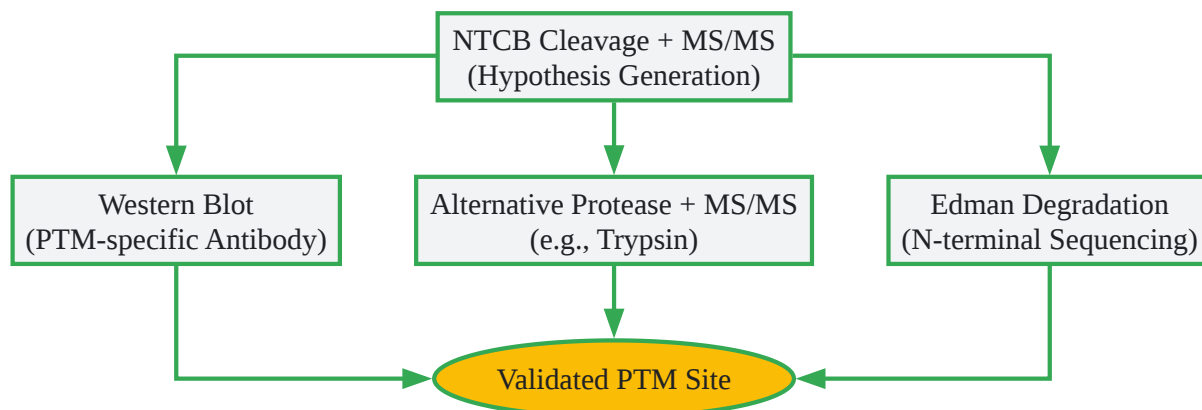 NTCB Cleavage + MS/MS
(Hypothesis Generation)
Western Blot
(PTM-specific Antibody)
Alternative Protease + MS/MS
(e.g., Trypsin)
Edman Degradation
(N-terminal Sequencing)
Validated PTM Site